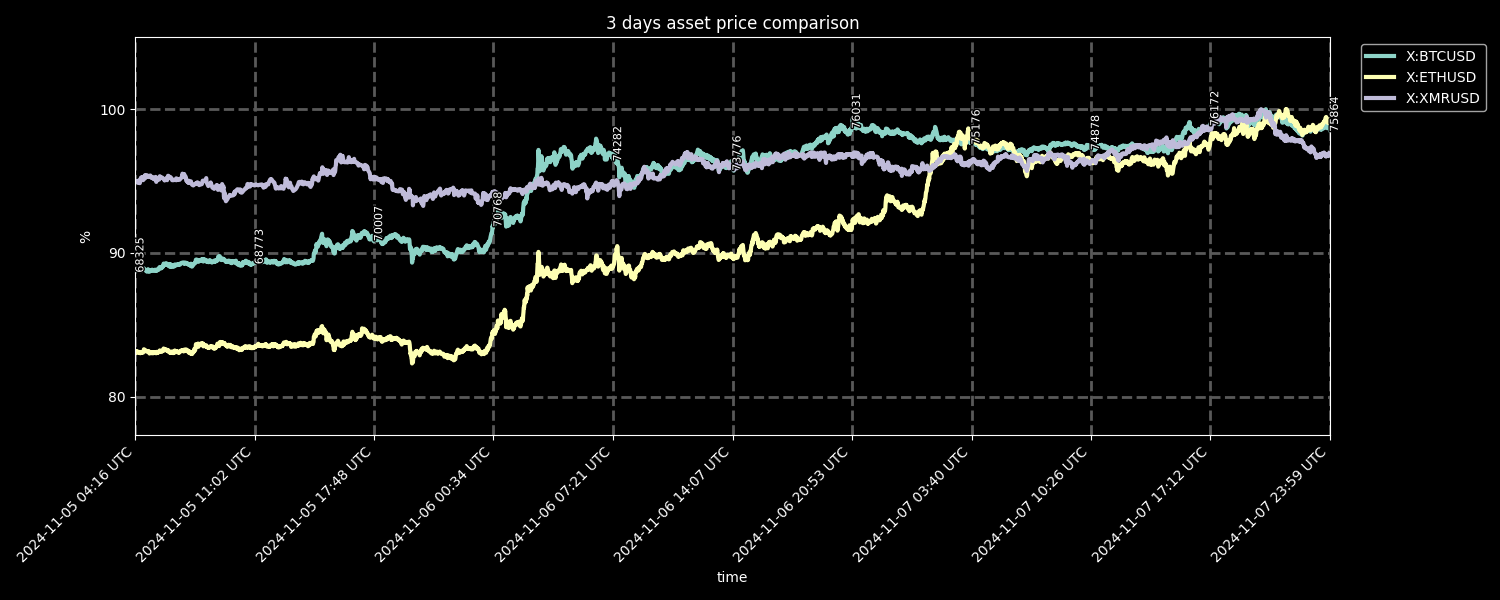 3 days asset price comparison
X:BTCUSD
X:ETHUSD
X:XMRUSD
100
90
80
%
68325
68773
70007
70768
74282
73776
76031
75176
74878
76172
75864
2024-11-05 04:16 UTC
2024-11-05 11:02 UTC
2024-11-05 17:48 UTC
2024-11-06 00:34 UTC
2024-11-06 07:21 UTC
2024-11-06 14:07 UTC
2024-11-06 20:53 UTC
2024-11-07 03:40 UTC
2024-11-07 10:26 UTC
2024-11-07 17:12 UTC
2024-11-07 23:59 UTC
time